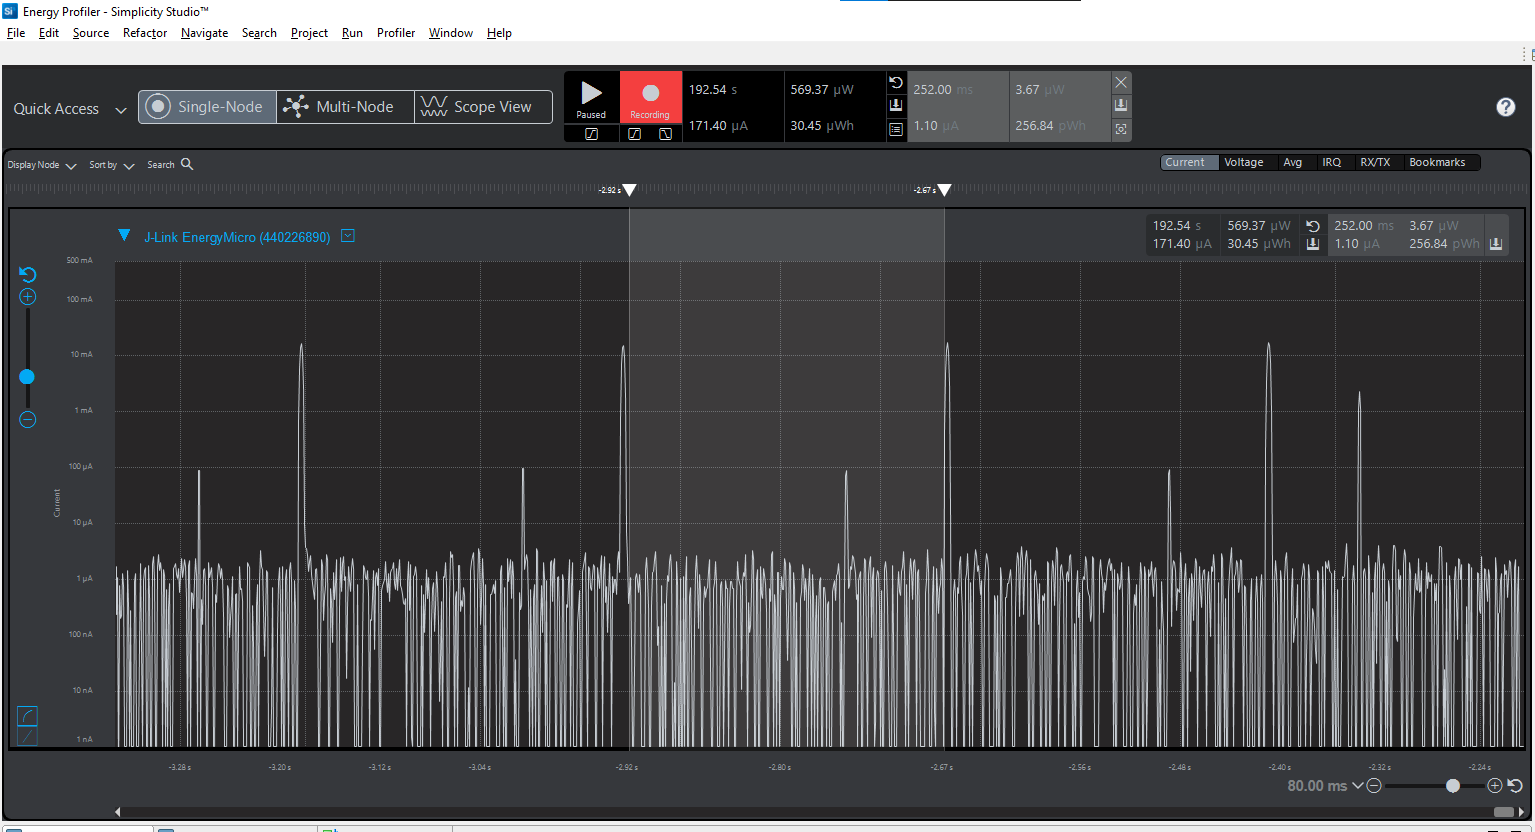 Energy Profiler - Simplicity Studio™
File Edit Source Refactor Navigate Search Project Run Profiler Window Help
Quick Access
Single-Node
Multi-Node
Scope View
Paused
Recording
192.54 s 569.37 µW
171.40 µA 30.45 µWh
252.00 ms 3.67 µW
1.10 µA 256.84 pWh
Display Node Sort by Search
Current Voltage Avg IRQ RX/TX Bookmarks
-2.92 s -2.67 s
J-Link EnergyMicro (440226890)
192.54 s 569.37 µW 252.00 ms 3.67 µW
171.40 µA 30.45 µWh 1.10 µA 256.84 pWh
500 mA
100 mA
10 mA
1 mA
100 µA
10 µA
1 µA
100 nA
10 nA
1 nA
Current
-3.28 s -3.20 s -3.12 s -3.04 s -2.92 s -2.80 s -2.67 s -2.56 s -2.48 s -2.40 s -2.32 s -2.24 s
80.00 ms